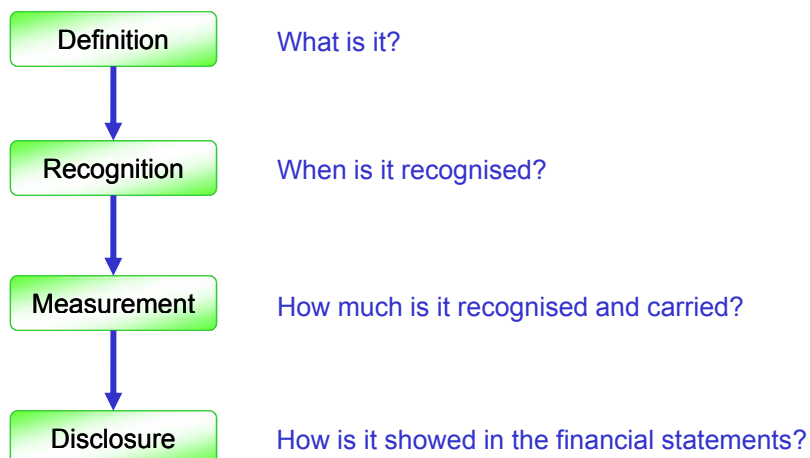 Definition What is it?
Recognition When is it recognised?
Measurement How much is it recognised and carried?
Disclosure How is it showed in the financial statements?